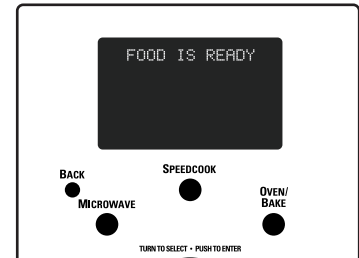 FOOD IS READY
SPEEDCOOK
BACK
MICROWAVE
OVEN/
BAKE
TURN TO SELECT • PUSH TO ENTER